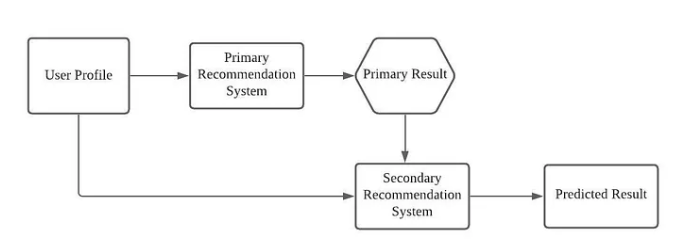 User Profile
Primary
Recommendation
System
Primary Result
Secondary
Recommendation
System
Predicted Result